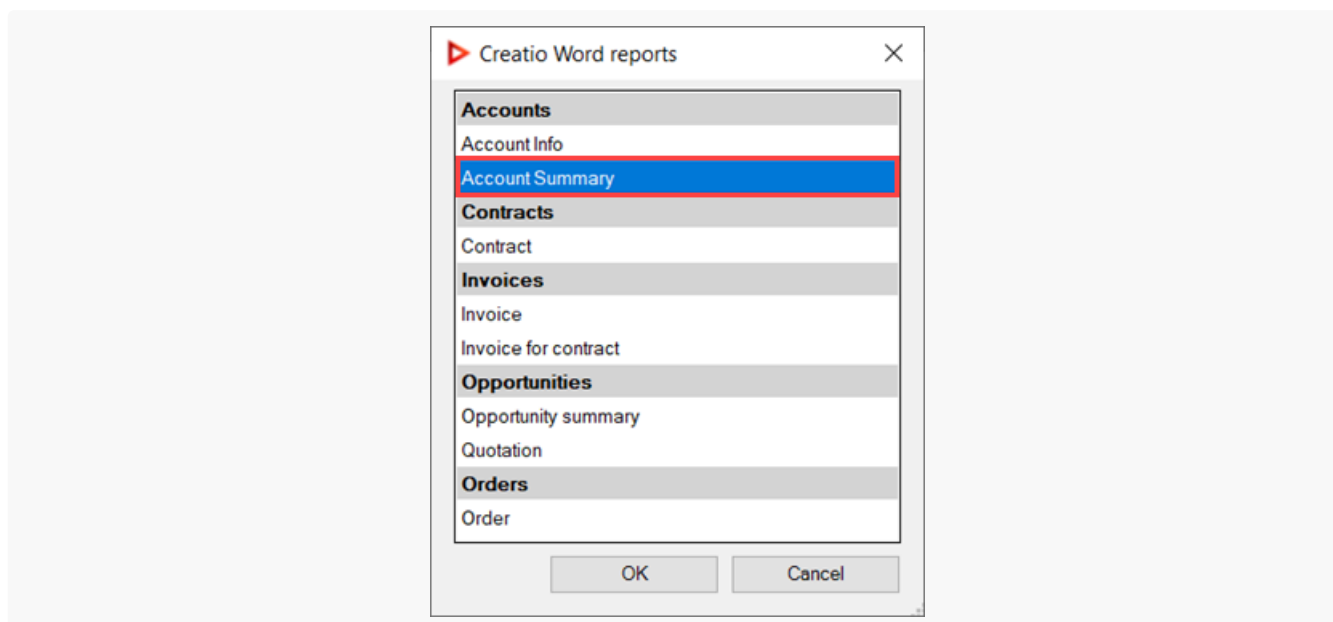 Creatio Word reports
Accounts
Account Info
Account Summary
Contracts
Contract
Invoices
Invoice
Invoice for contract
Opportunities
Opportunity summary
Quotation
Orders
Order
OK Cancel